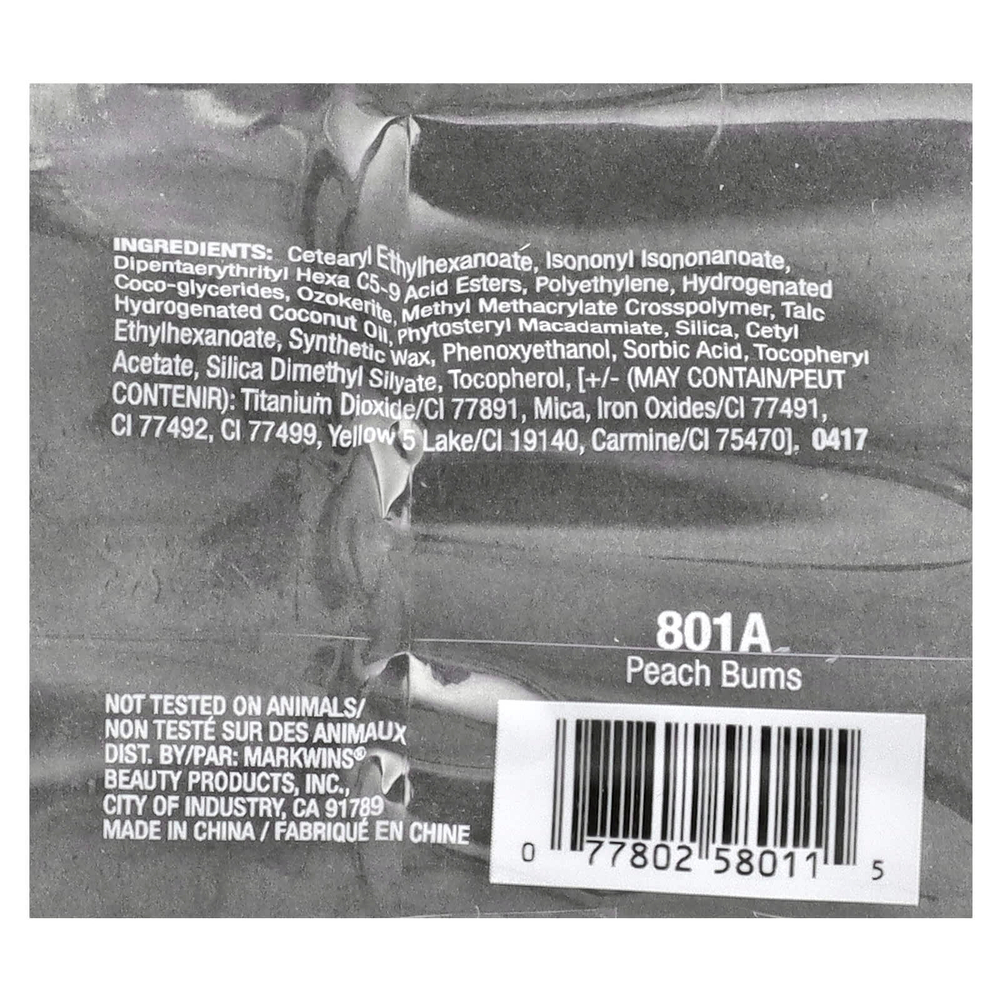 INGREDIENTS: Cetearyl Ethylhexanoate, Isononyl Isononanoate,
Dipentaerythrityl Hexa C5-9 Acid Esters, Polyethylene, Hydrogenated
Coco-glycerides, Ozokerite, Methyl Methacrylate Crosspolymer, Talc
Hydrogenated Coconut Oil, Phytosteryl Macadamiate, Silica, Cetyl
Ethylhexanoate, Synthetic Wax, Phenoxyethanol, Sorbic Acid, Tocopheryl
Acetate, Silica Dimethyl Silyate, Tocopherol, [+/- (MAY CONTAIN/PEUT
CONTENIR): Titanium Dioxide/CI 77891, Mica, Iron Oxides/CI 77491,
CI 77492, CI 77499, Yellow 5 Lake/CI 19140, Carmine/CI 75470]. 0417
801A
Peach Bums
NOT TESTED ON ANIMALS/
NON TESTÉ SUR DES ANIMAUX
DIST. BY/PAR: MARKWINS®
BEAUTY PRODUCTS, INC.,
CITY OF INDUSTRY, CA 91789
MADE IN CHINA / FABRIQUÉ EN CHINE
0 77802 58011 5